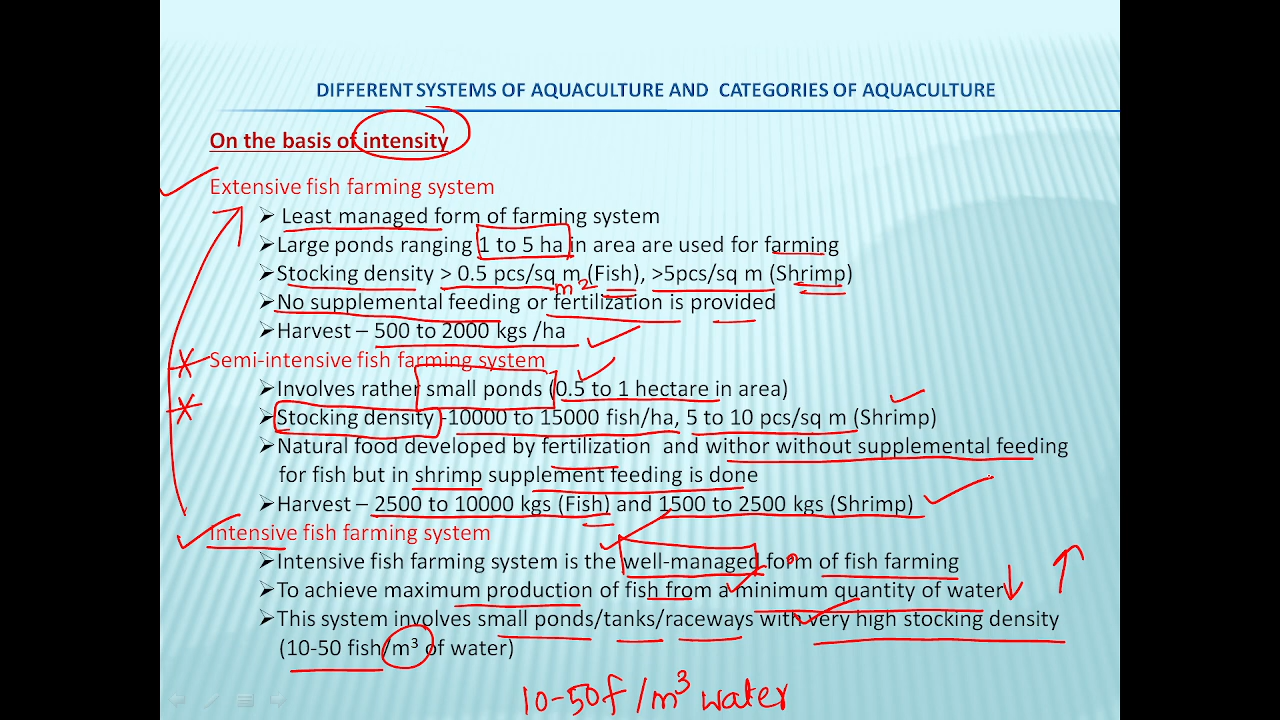 DIFFERENT SYSTEMS OF AQUACULTURE AND CATEGORIES OF AQUACULTURE
On the basis of intensity
Extensive fish farming system
➢ Least managed form of farming system
➢ Large ponds ranging 1 to 5 ha in area are used for farming
➢ Stocking density > 0.5 pcs/sq m (Fish), >5pcs/sq m (Shrimp)
m²
➢ No supplemental feeding or fertilization is provided
➢ Harvest – 500 to 2000 kgs /ha
Semi-intensive fish farming system
➢ Involves rather small ponds (0.5 to 1 hectare in area)
➢ Stocking density -10000 to 15000 fish/ha, 5 to 10 pcs/sq m (Shrimp)
➢ Natural food developed by fertilization and withor without supplemental feeding
for fish but in shrimp supplement feeding is done
➢ Harvest – 2500 to 10000 kgs (Fish) and 1500 to 2500 kgs (Shrimp)
Intensive fish farming system
➢ Intensive fish farming system is the well-managed form of fish farming
➢ To achieve maximum production of fish from a minimum quantity of water
➢ This system involves small ponds/tanks/raceways with very high stocking density
(10-50 fish/m³ of water)
10-50f/m³ water